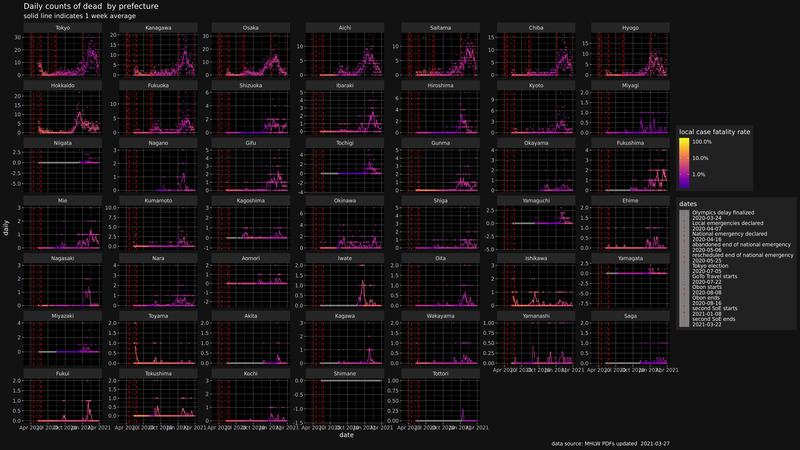 Daily counts of dead by prefecture
solid line indicates 1 week average
Tokyo Kanagawa Osaka Aichi Saitama Chiba Hyogo
Hokkaido Fukuoka Shizuoka Ibaraki Hiroshima Kyoto Miyagi
Niigata Nagano Gifu Tochigi Gunma Okayama Fukushima
Mie Kumamoto Kagoshima Okinawa Shiga Yamaguchi Ehime
Nagasaki Nara Aomori Iwate Oita Ishikawa Yamagata
Miyazaki Toyama Akita Kagawa Wakayama Yamanashi Saga
Fukui Tokushima Kochi Shimane Tottori
daily
date
local case fatality rate
100.0%
10.0%
1.0%
dates
Olympics delay finalized
2020-03-24
Local emergencies declared
2020-04-07
National emergency declared
2020-04-16
abandoned end of national emergency
2020-05-06
rescheduled end of national emergency
2020-05-25
Tokyo election
2020-07-05
GoTo Travel starts
2020-07-22
Obon starts
2020-08-08
Obon ends
2020-08-16
second SoE starts
2021-01-08
second SoE ends
2021-03-22
data source: MHLW PDFs updated 2021-03-27